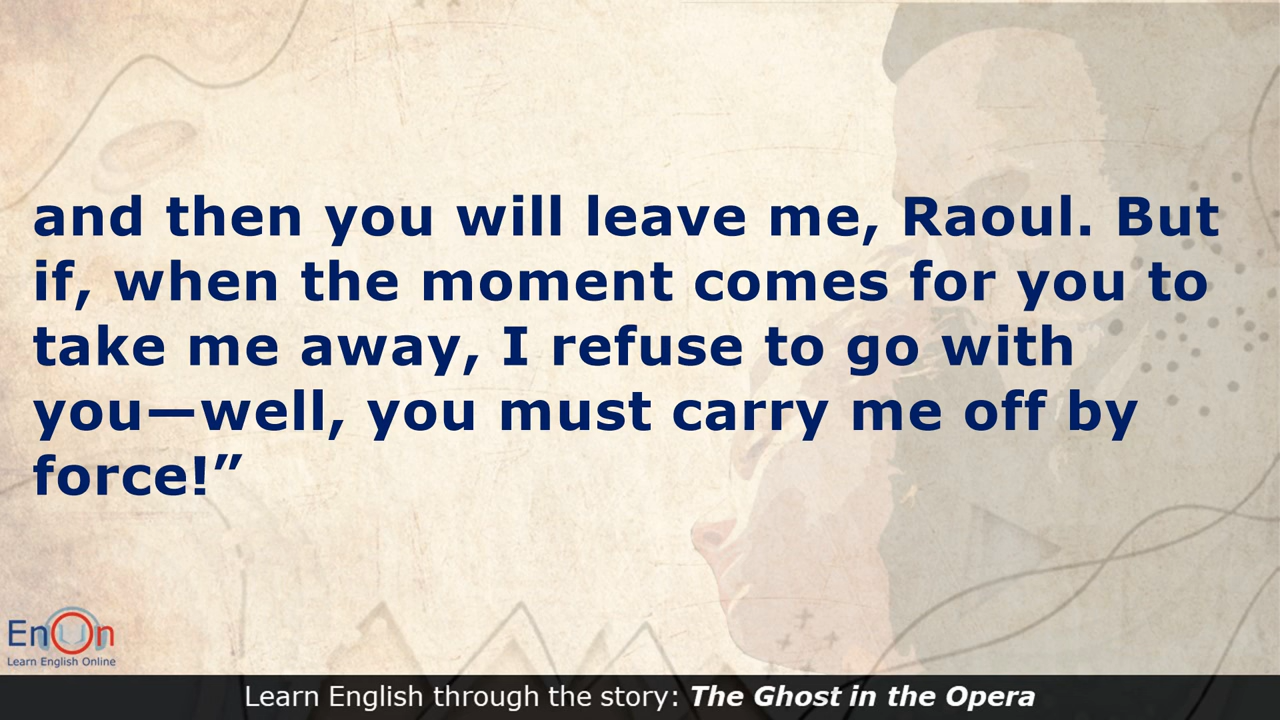 and then you will leave me, Raoul. But
if, when the moment comes for you to
take me away, I refuse to go with
you—well, you must carry me off by
force!”
EnOn
Learn English Online
Learn English through the story: The Ghost in the Opera